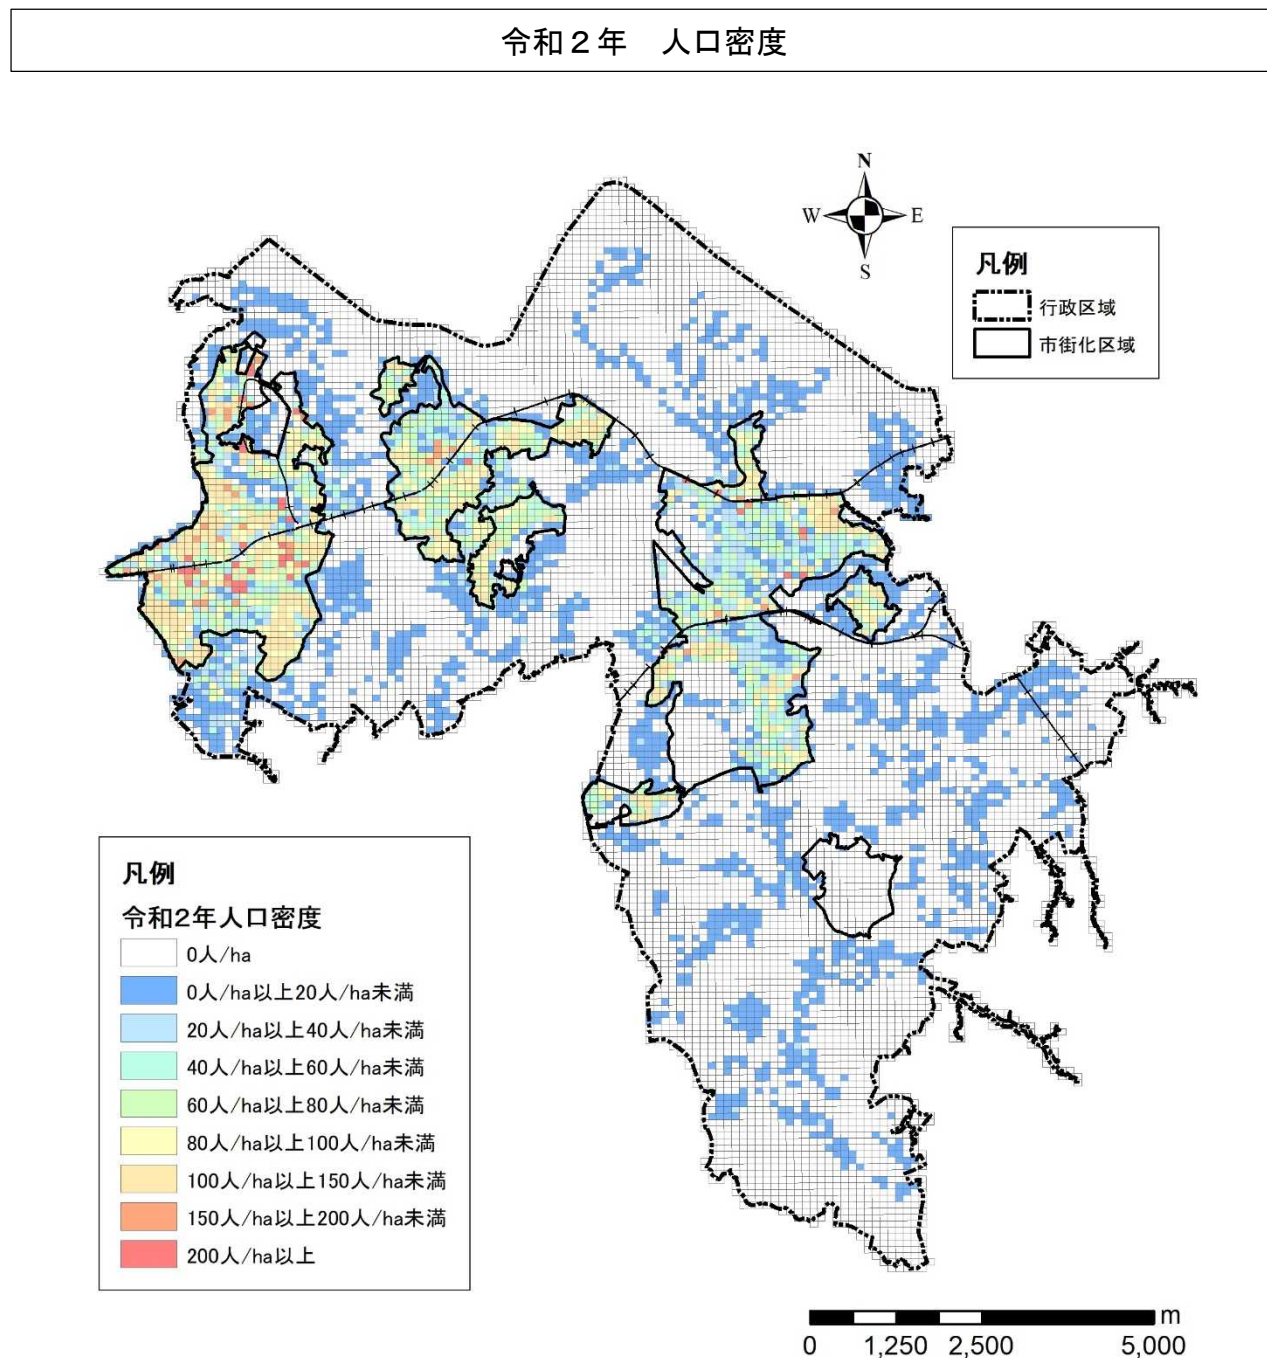 令和２年　人口密度
N
W
E
S
凡例
行政区域
市街化区域
凡例
令和2年人口密度
0人/ha
0人/ha以上20人/ha未満
20人/ha以上40人/ha未満
40人/ha以上60人/ha未満
60人/ha以上80人/ha未満
80人/ha以上100人/ha未満
100人/ha以上150人/ha未満
150人/ha以上200人/ha未満
200人/ha以上
m
0 1,250 2,500 5,000